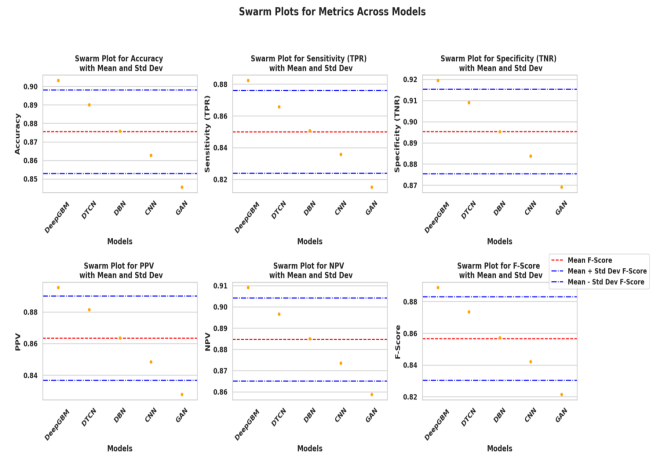 Swarm Plots for Metrics Across Models
Swarm Plot for Accuracy
with Mean and Std Dev
Accuracy
0.90
0.89
0.88
0.87
0.86
0.85
DeepGBM
DTCN
DBN
CNN
GAN
Models
Swarm Plot for Sensitivity (TPR)
with Mean and Std Dev
Sensitivity (TPR)
0.88
0.86
0.84
0.82
DeepGBM
DTCN
DBN
CNN
GAN
Models
Swarm Plot for Specificity (TNR)
with Mean and Std Dev
Specificity (TNR)
0.92
0.91
0.90
0.89
0.88
0.87
DeepGBM
DTCN
DBN
CNN
GAN
Models
Swarm Plot for PPV
with Mean and Std Dev
PPV
0.88
0.86
0.84
DeepGBM
DTCN
DBN
CNN
GAN
Models
Swarm Plot for NPV
with Mean and Std Dev
NPV
0.91
0.90
0.89
0.88
0.87
0.86
DeepGBM
DTCN
DBN
CNN
GAN
Models
Swarm Plot for F-Score
with Mean and Std Dev
F-Score
0.88
0.86
0.84
0.82
DeepGBM
DTCN
DBN
CNN
GAN
Models
Mean F-Score
Mean + Std Dev F-Score
Mean - Std Dev F-Score